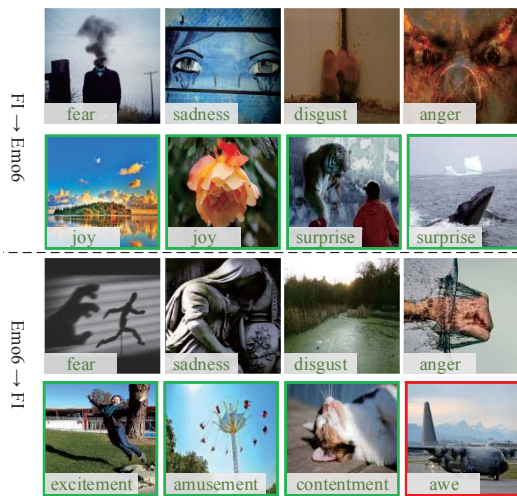 FI → Emo6
fear
sadness
disgust
anger
joy
joy
surprise
surprise
Emo6 → FI
fear
sadness
disgust
anger
excitement
amusement
contentment
awe